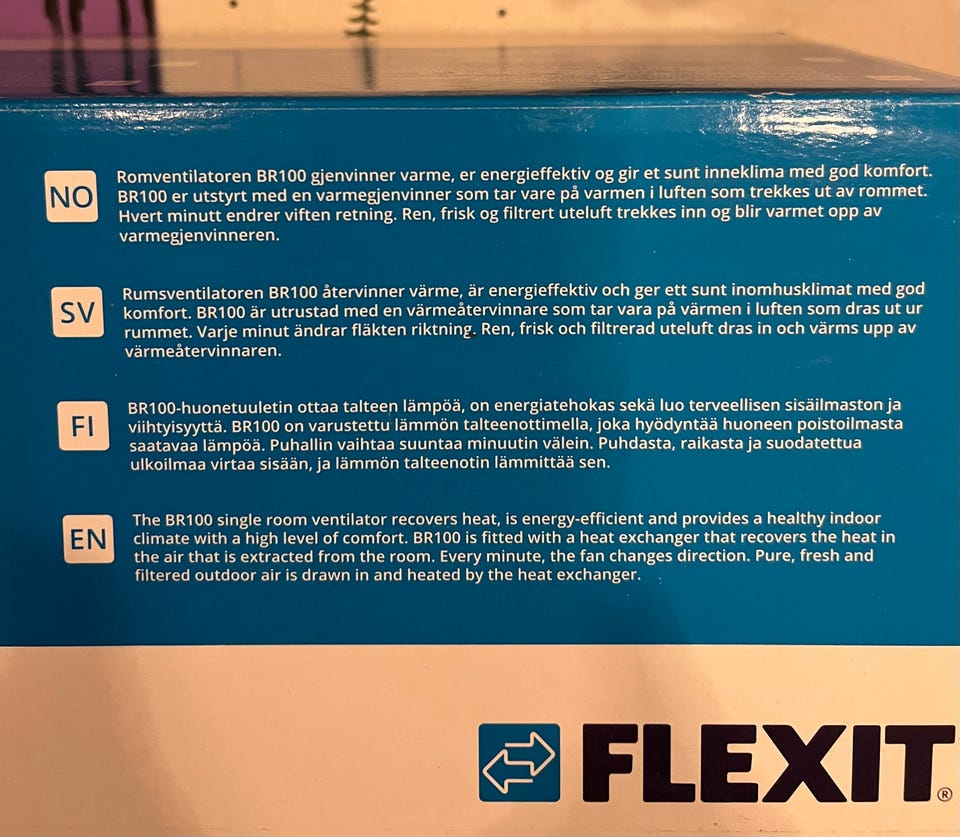 NO
Romventilatoren BR100 gjenvinner varme, er energieffektiv og gir et sunt inneklima med god komfort.
BR100 er utstyrt med en varmegjenvinner som tar vare på varmen i luften som trekkes ut av rommet.
Hvert minutt endrer viften retning. Ren, frisk og filtrert uteluft trekkes inn og blir varmet opp av
varmegjenvinneren.
SV
Rumsventilatoren BR100 återvinner värme, är energieffektiv och ger ett sunt inomhusklimat med god
komfort. BR100 är utrustad med en värmeåtervinnare som tar vara på värmen i luften som dras ut ur
rummet. Varje minut ändrar fläkten riktning. Ren, frisk och filtrerad uteluft dras in och värms upp av
värmeåtervinnaren.
FI
BR100-huonetuuletin ottaa talteen lämpöä, on energiatehokas sekä luo terveellisen sisäilmaston ja
viihtyisyyttä. BR100 on varustettu lämmön talteenottimella, joka hyödyntää huoneen poistoilmasta
saatavaa lämpöä. Puhallin vaihtaa suuntaa minuutin välein. Puhdasta, raikasta ja suodatettua
ulkoilmaa virtaa sisään, ja lämmön talteenotin lämmittää sen.
EN
The BR100 single room ventilator recovers heat, is energy-efficient and provides a healthy indoor
climate with a high level of comfort. BR100 is fitted with a heat exchanger that recovers the heat in
the air that is extracted from the room. Every minute, the fan changes direction. Pure, fresh and
filtered outdoor air is drawn in and heated by the heat exchanger.
FLEXIT®